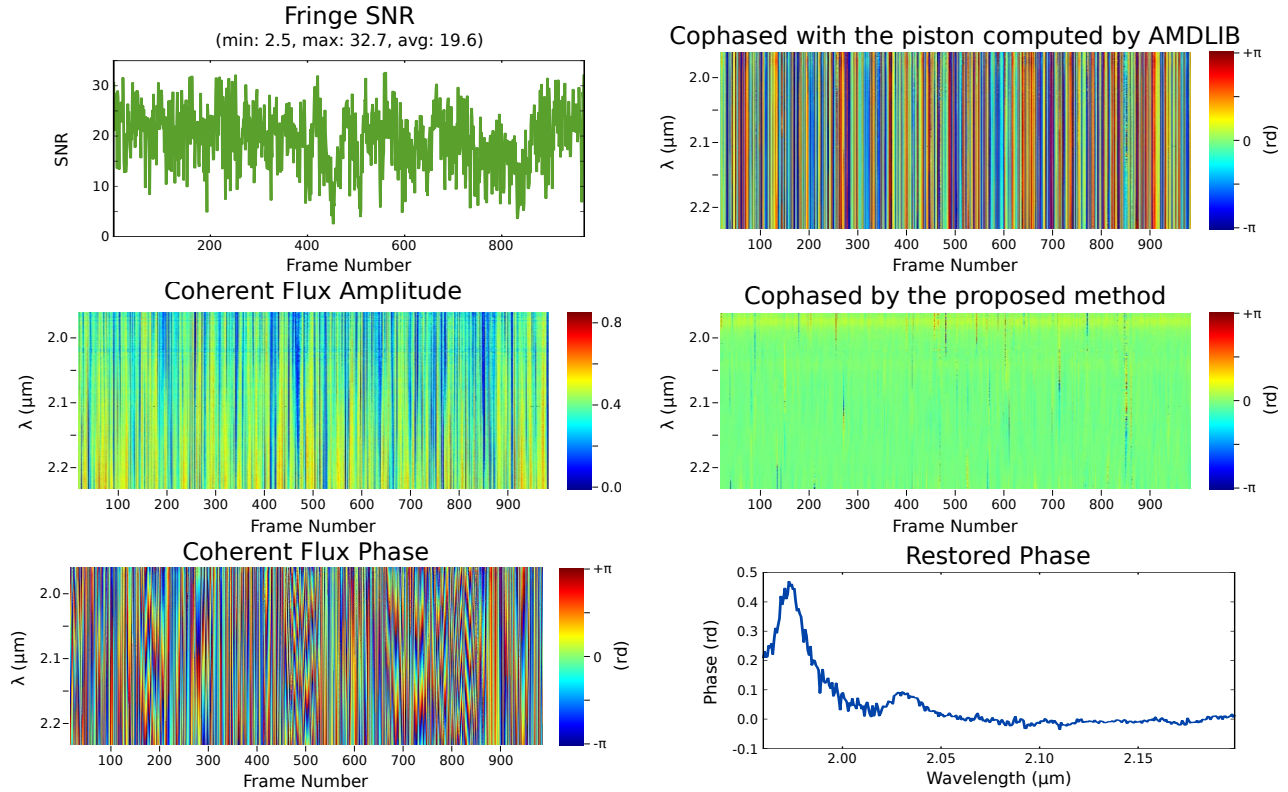 Fringe SNR
(min: 2.5, max: 32.7, avg: 19.6)
30
20
10
0
SNR
200
400
600
800
Frame Number
Cophased with the piston computed by AMDLIB
2.0
2.1
2.2
λ (μm)
100
200
300
400
500
600
700
800
900
Frame Number
+π
0
-π
(rd)
Coherent Flux Amplitude
2.0
2.1
2.2
λ (μm)
100
200
300
400
500
600
700
800
900
Frame Number
0.8
0.4
0.0
Cophased by the proposed method
2.0
2.1
2.2
λ (μm)
100
200
300
400
500
600
700
800
900
Frame Number
+π
0
-π
(rd)
Coherent Flux Phase
2.0
2.1
2.2
λ (μm)
100
200
300
400
500
600
700
800
900
Frame Number
+π
0
-π
(rd)
Restored Phase
0.5
0.4
0.3
0.2
0.1
0.0
-0.1
Phase (rd)
2.00
2.05
2.10
2.15
Wavelength (μm)